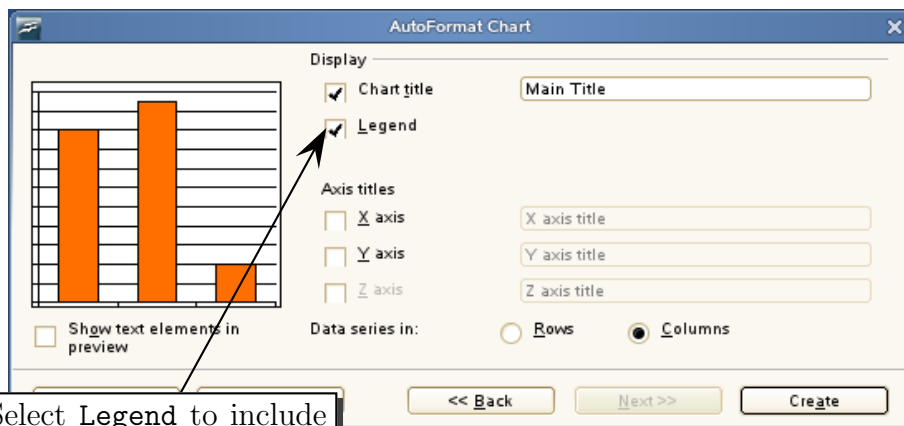 AutoFormat Chart
Display
Chart title
Main Title
Legend
Axis titles
X axis
X axis title
Y axis
Y axis title
Z axis
Z axis title
Show text elements in
preview
Data series in:
Rows
Columns
<< Back
Next >>
Create
Select Legend to include